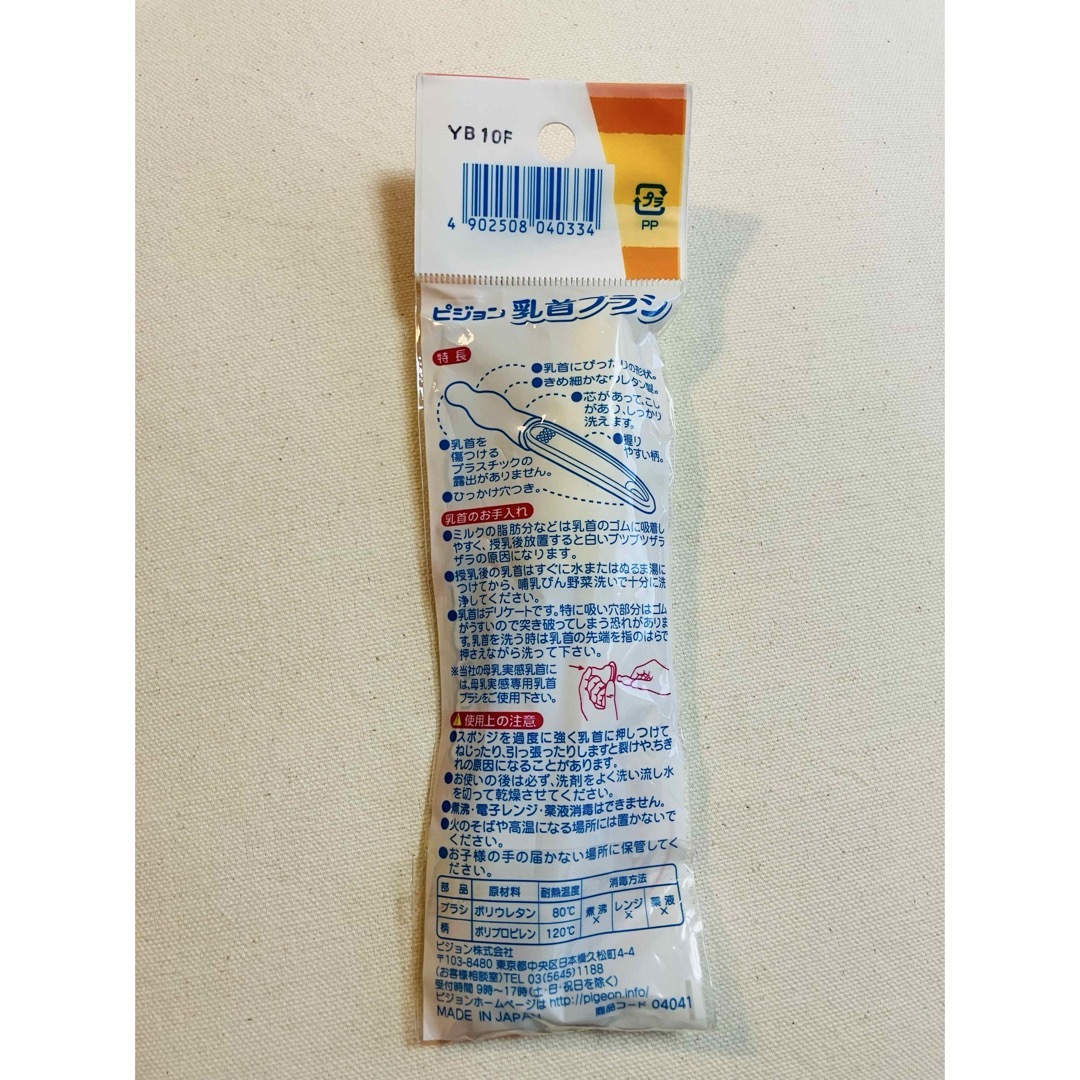 YB 10F
4 902508 040334
プラ
PP
ピジョン 乳首ブラシ
特長
●乳首にぴったりの形状。
●きめ細かなウレタン製。
●芯があって、こし
があり、しっかり
洗えます。
●握り
やすい柄。
●乳首を
傷つける
プラスチックの
露出がありません。
●ひっかけ穴つき。
乳首のお手入れ
●ミルクの脂肪分などは乳首のゴムに吸着し
やすく、授乳後放置すると白いブツブツザラ
ザラの原因になります。
●授乳後の乳首はすぐに水またはぬるま湯に
つけてから、哺乳びん野菜洗いで十分に洗
浄してください。
●乳首はデリケートです。特に吸い穴部分はゴム
がうすいので突き破ってしまう恐れがありま
す。乳首を洗う時は乳首の先端を指のはらで
押さえながら洗って下さい。
※当社の母乳実感乳首に
は、母乳実感専用乳首
ブラシをご使用下さい。
使用上の注意
●スポンジを過度に強く乳首に押しつけて
ねじったり、引っ張ったりしますと裂けや、ちぎ
れの原因になることがあります。
●お使いの後は必ず、洗剤をよく洗い流し水
を切って乾燥させてください。
●煮沸・電子レンジ・薬液消毒はできません。
●火のそばや高温になる場所には置かないで
ください。
●お子様の手の届かない場所に保管してく
ださい。
部品 原材料 耐熱温度 消毒方法
ブラシ ポリウレタン 80℃ 煮沸× レンジ× 薬液×
柄 ポリプロピレン 120℃
ピジョン株式会社
〒103-8480 東京都中央区日本橋久松町4-4
(お客様相談室)TEL 03(5645)1188
受付時間 9時〜17時(土・日・祝日を除く)
ピジョンホームページは http://pigeon.info/
MADE IN JAPAN 商品コード 04041